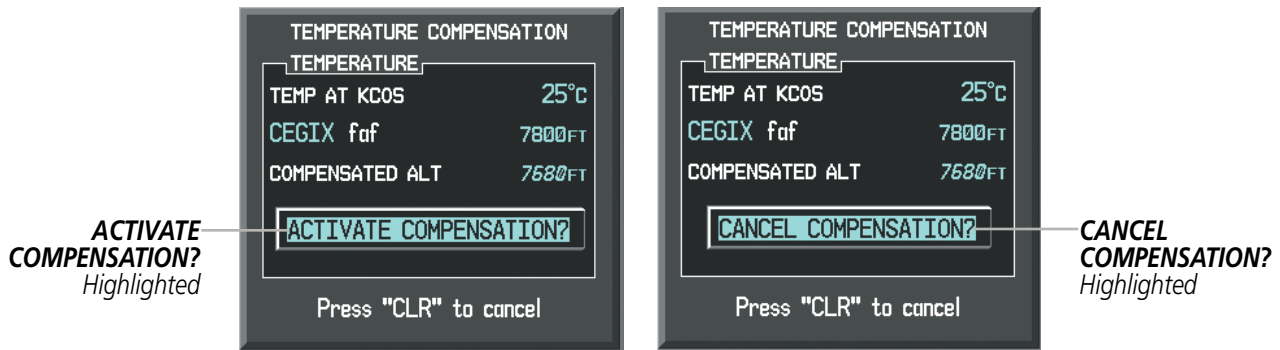 TEMPERATURE COMPENSATION
TEMPERATURE
TEMP AT KCOS 25°C
CEGIX faf 7800FT
COMPENSATED ALT 7680FT
ACTIVATE COMPENSATION?
Press "CLR" to cancel
ACTIVATE
COMPENSATION?
Highlighted
TEMPERATURE COMPENSATION
TEMPERATURE
TEMP AT KCOS 25°C
CEGIX faf 7800FT
COMPENSATED ALT 7680FT
CANCEL COMPENSATION?
Press "CLR" to cancel
CANCEL
COMPENSATION?
Highlighted